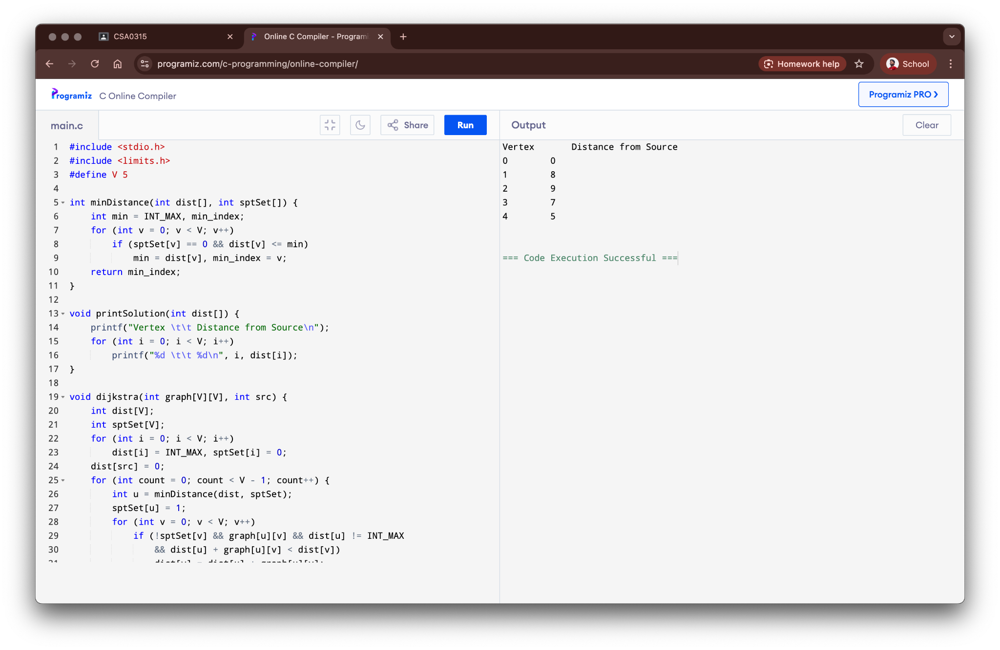 CSA0315
Online C Compiler - Programi
programiz.com/c-programming/online-compiler/
Homework help
School
Programiz
C Online Compiler
Programiz PRO
main.c
Share
Run
Output
Clear
1 #include <stdio.h>
2 #include <limits.h>
3 #define V 5
4
5 int minDistance(int dist[], int sptSet[]) {
6     int min = INT_MAX, min_index;
7     for (int v = 0; v < V; v++)
8         if (sptSet[v] == 0 && dist[v] <= min)
9             min = dist[v], min_index = v;
10     return min_index;
11 }
12
13 void printSolution(int dist[]) {
14     printf("Vertex \t\t Distance from Source\n");
15     for (int i = 0; i < V; i++)
16         printf("%d \t\t %d\n", i, dist[i]);
17 }
18
19 void dijkstra(int graph[V][V], int src) {
20     int dist[V];
21     int sptSet[V];
22     for (int i = 0; i < V; i++)
23         dist[i] = INT_MAX, sptSet[i] = 0;
24     dist[src] = 0;
25     for (int count = 0; count < V - 1; count++) {
26         int u = minDistance(dist, sptSet);
27         sptSet[u] = 1;
28         for (int v = 0; v < V; v++)
29             if (!sptSet[v] && graph[u][v] && dist[u] != INT_MAX
30                 && dist[u] + graph[u][v] < dist[v])
Vertex Distance from Source
0 0
1 8
2 9
3 7
4 5
=== Code Execution Successful ===